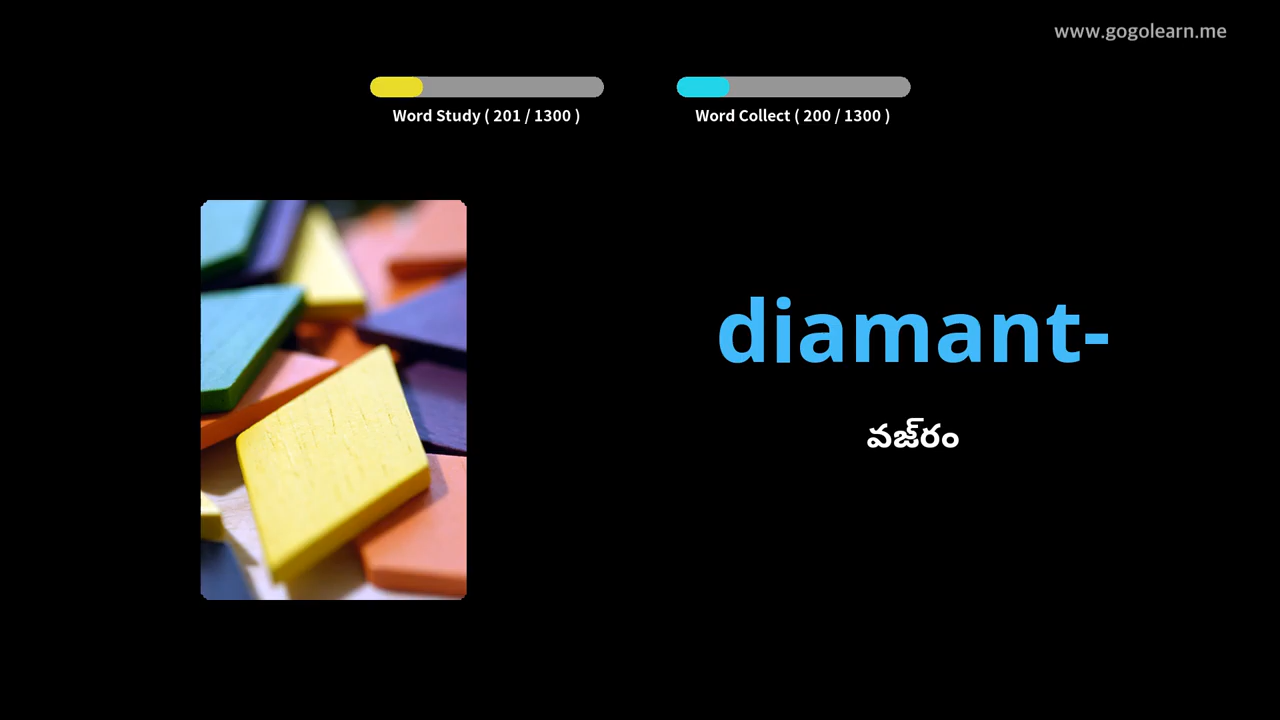 www.gogolearn.me
Word Study ( 201 / 1300 )
Word Collect ( 200 / 1300 )
diamant-
వజ్‌రం